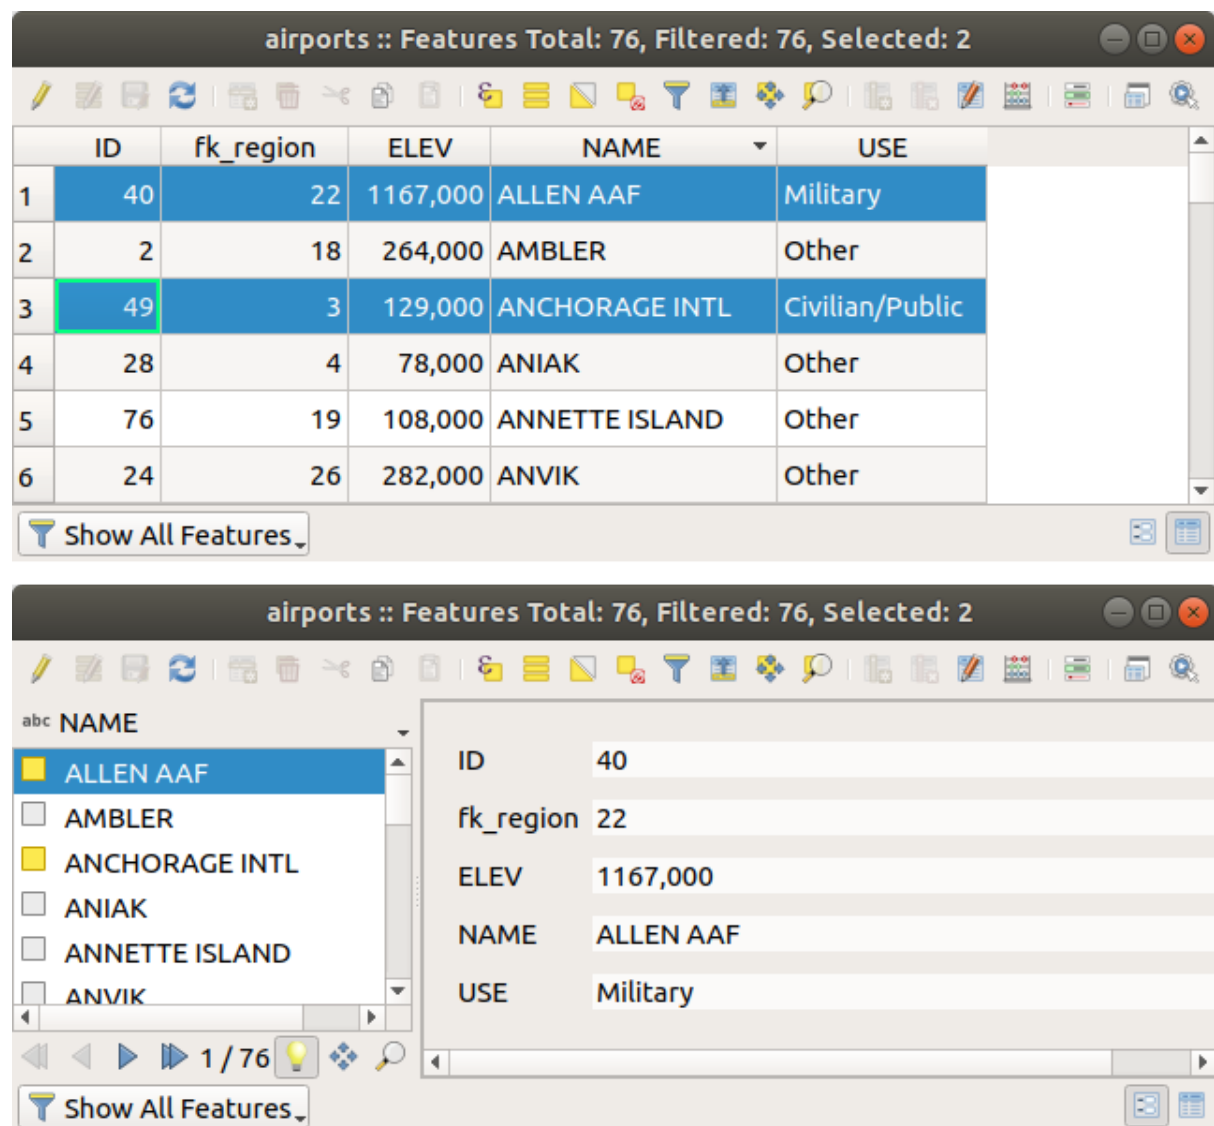 airports :: Features Total: 76, Filtered: 76, Selected: 2
ID fk_region ELEV NAME USE
1 40 22 1167,000 ALLEN AAF Military
2 2 18 264,000 AMBLER Other
3 49 3 129,000 ANCHORAGE INTL Civilian/Public
4 28 4 78,000 ANIAK Other
5 76 19 108,000 ANNETTE ISLAND Other
6 24 26 282,000 ANVIK Other
Show All Features
airports :: Features Total: 76, Filtered: 76, Selected: 2
abc NAME
ALLEN AAF
AMBLER
ANCHORAGE INTL
ANIAK
ANNETTE ISLAND
ANVIK
1 / 76
ID 40
fk_region 22
ELEV 1167,000
NAME ALLEN AAF
USE Military
Show All Features